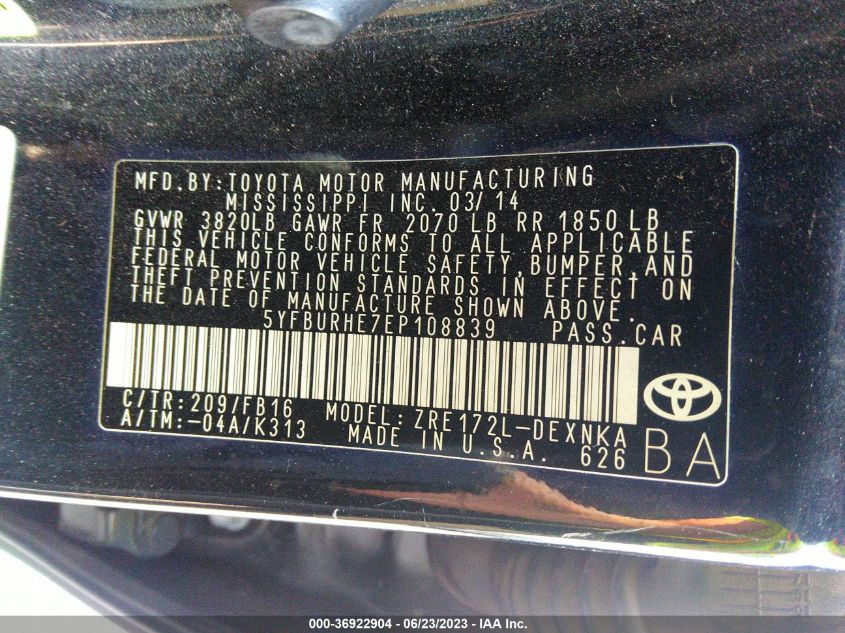 MFD.BY:TOYOTA MOTOR MANUFACTURING
MISSISSIPPI INC. 03/14
GVWR 3820LB GAWR FR 2070 LB RR 1850 LB
THIS VEHICLE CONFORMS TO ALL APPLICABLE
FEDERAL MOTOR VEHICLE SAFETY,BUMPER,AND
THEFT PREVENTION STANDARDS IN EFFECT ON
THE DATE OF MANUFACTURE SHOWN ABOVE.
5YFBURHE7EP108839 PASS.CAR
C/TR:209/FB16 MODEL:ZRE172L-DEXNKA
A/TM:-04A/K313 MADE IN U.S.A. 626
BA
000-36922904 - 06/23/2023 - IAA Inc.